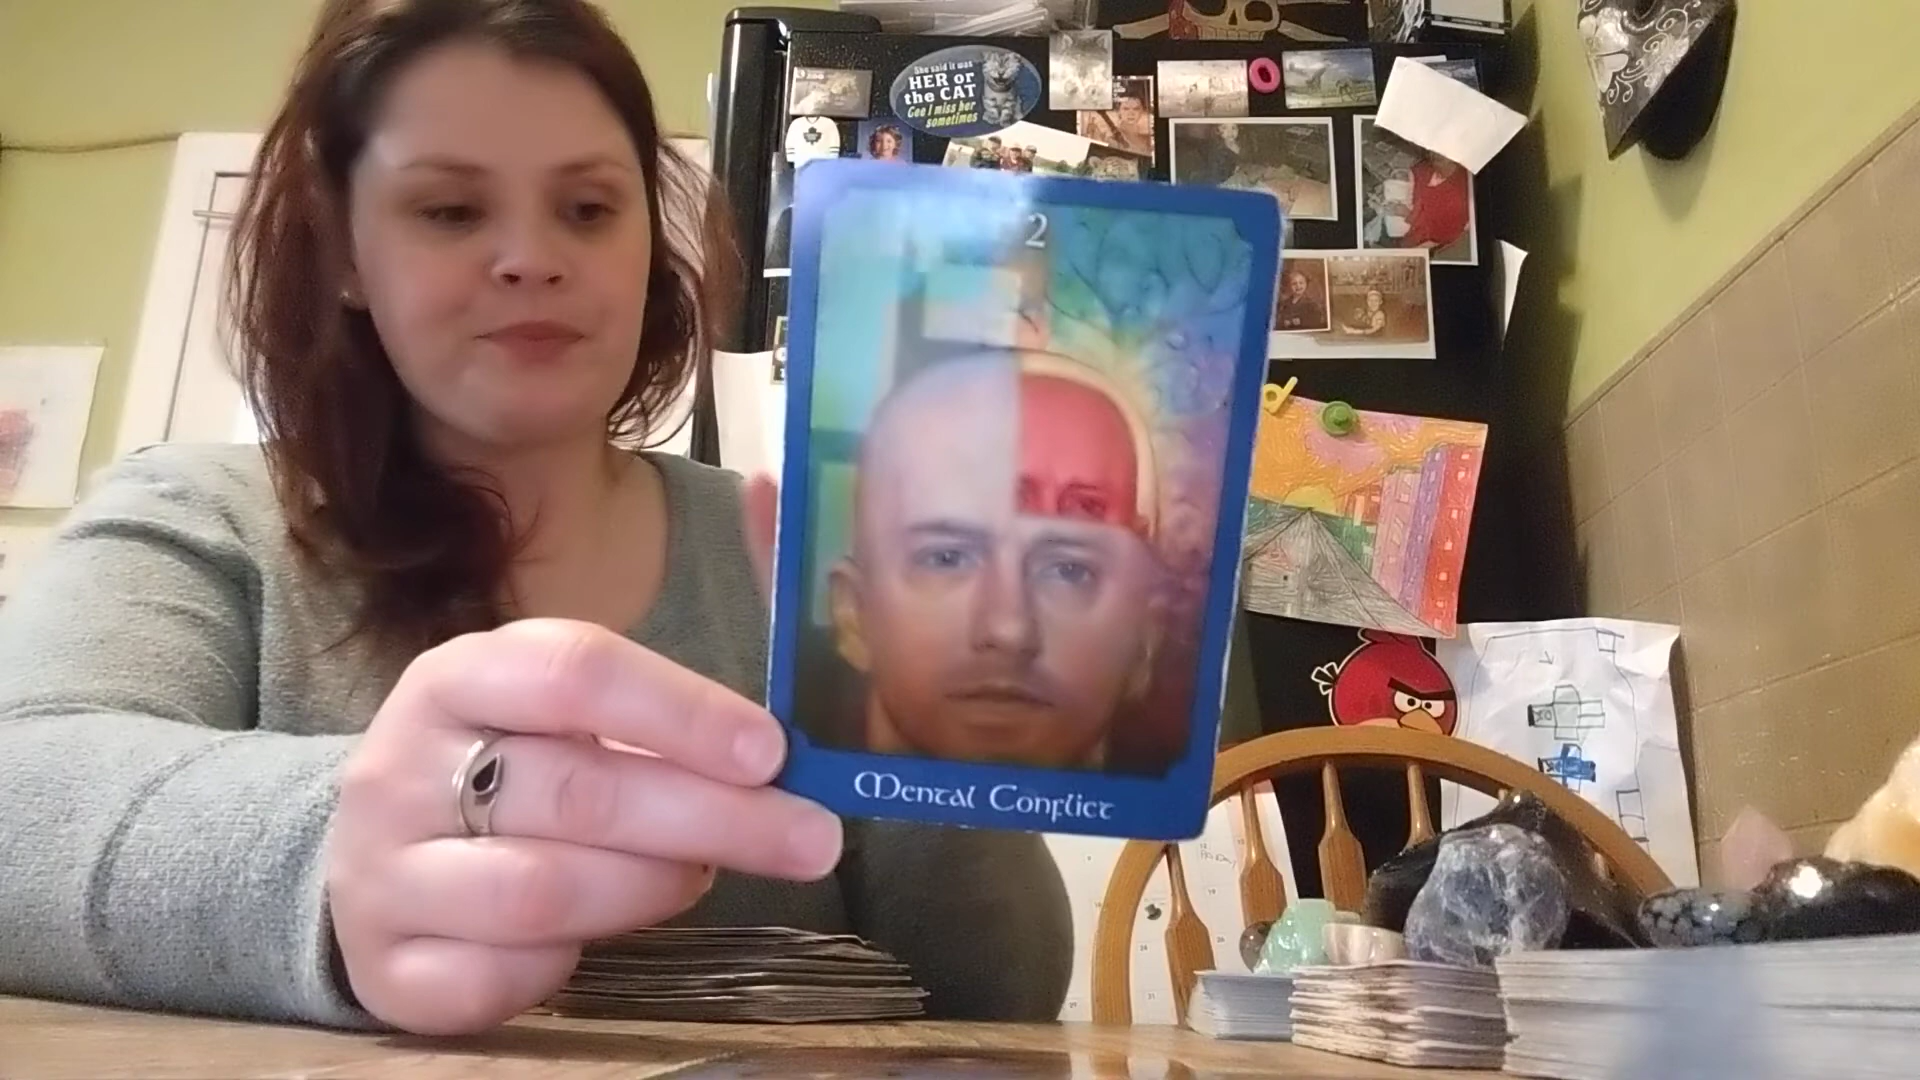 She said it was
HER or
the CAT
Gee I miss her
sometimes
2
Mental Conflict